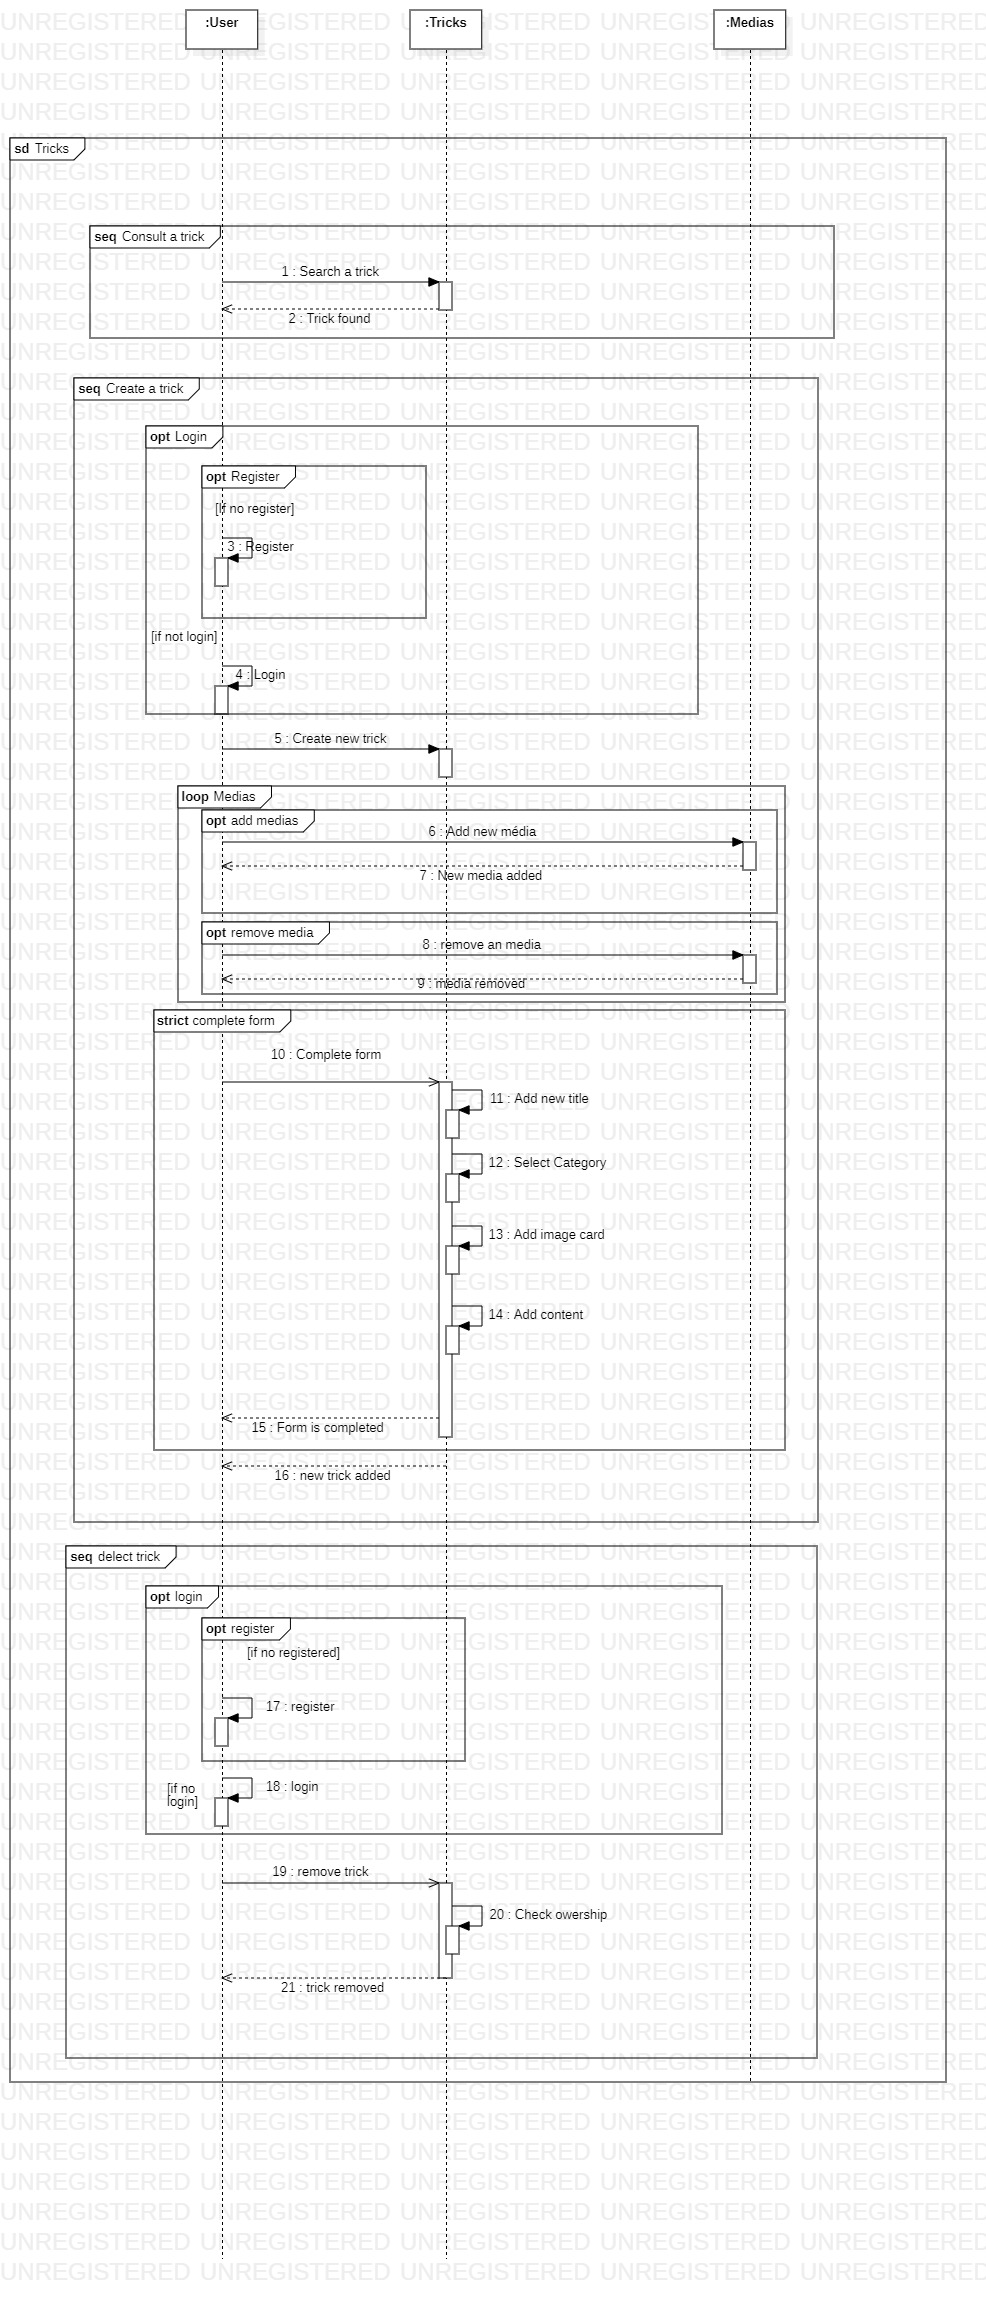 :User
:Tricks
:Medias
sd Tricks
seq Consult a trick
1 : Search a trick
2 : Trick found
seq Create a trick
opt Login
opt Register
[If no register]
3 : Register
[if not login]
4 : Login
5 : Create new trick
loop Medias
opt add medias
6 : Add new média
7 : New media added
opt remove media
8 : remove an media
9 : media removed
strict complete form
10 : Complete form
11 : Add new title
12 : Select Category
13 : Add image card
14 : Add content
15 : Form is completed
16 : new trick added
seq delect trick
opt login
opt register
[if no registered]
17 : register
[if no
login]
18 : login
19 : remove trick
20 : Check owership
21 : trick removed
UNREGISTERED